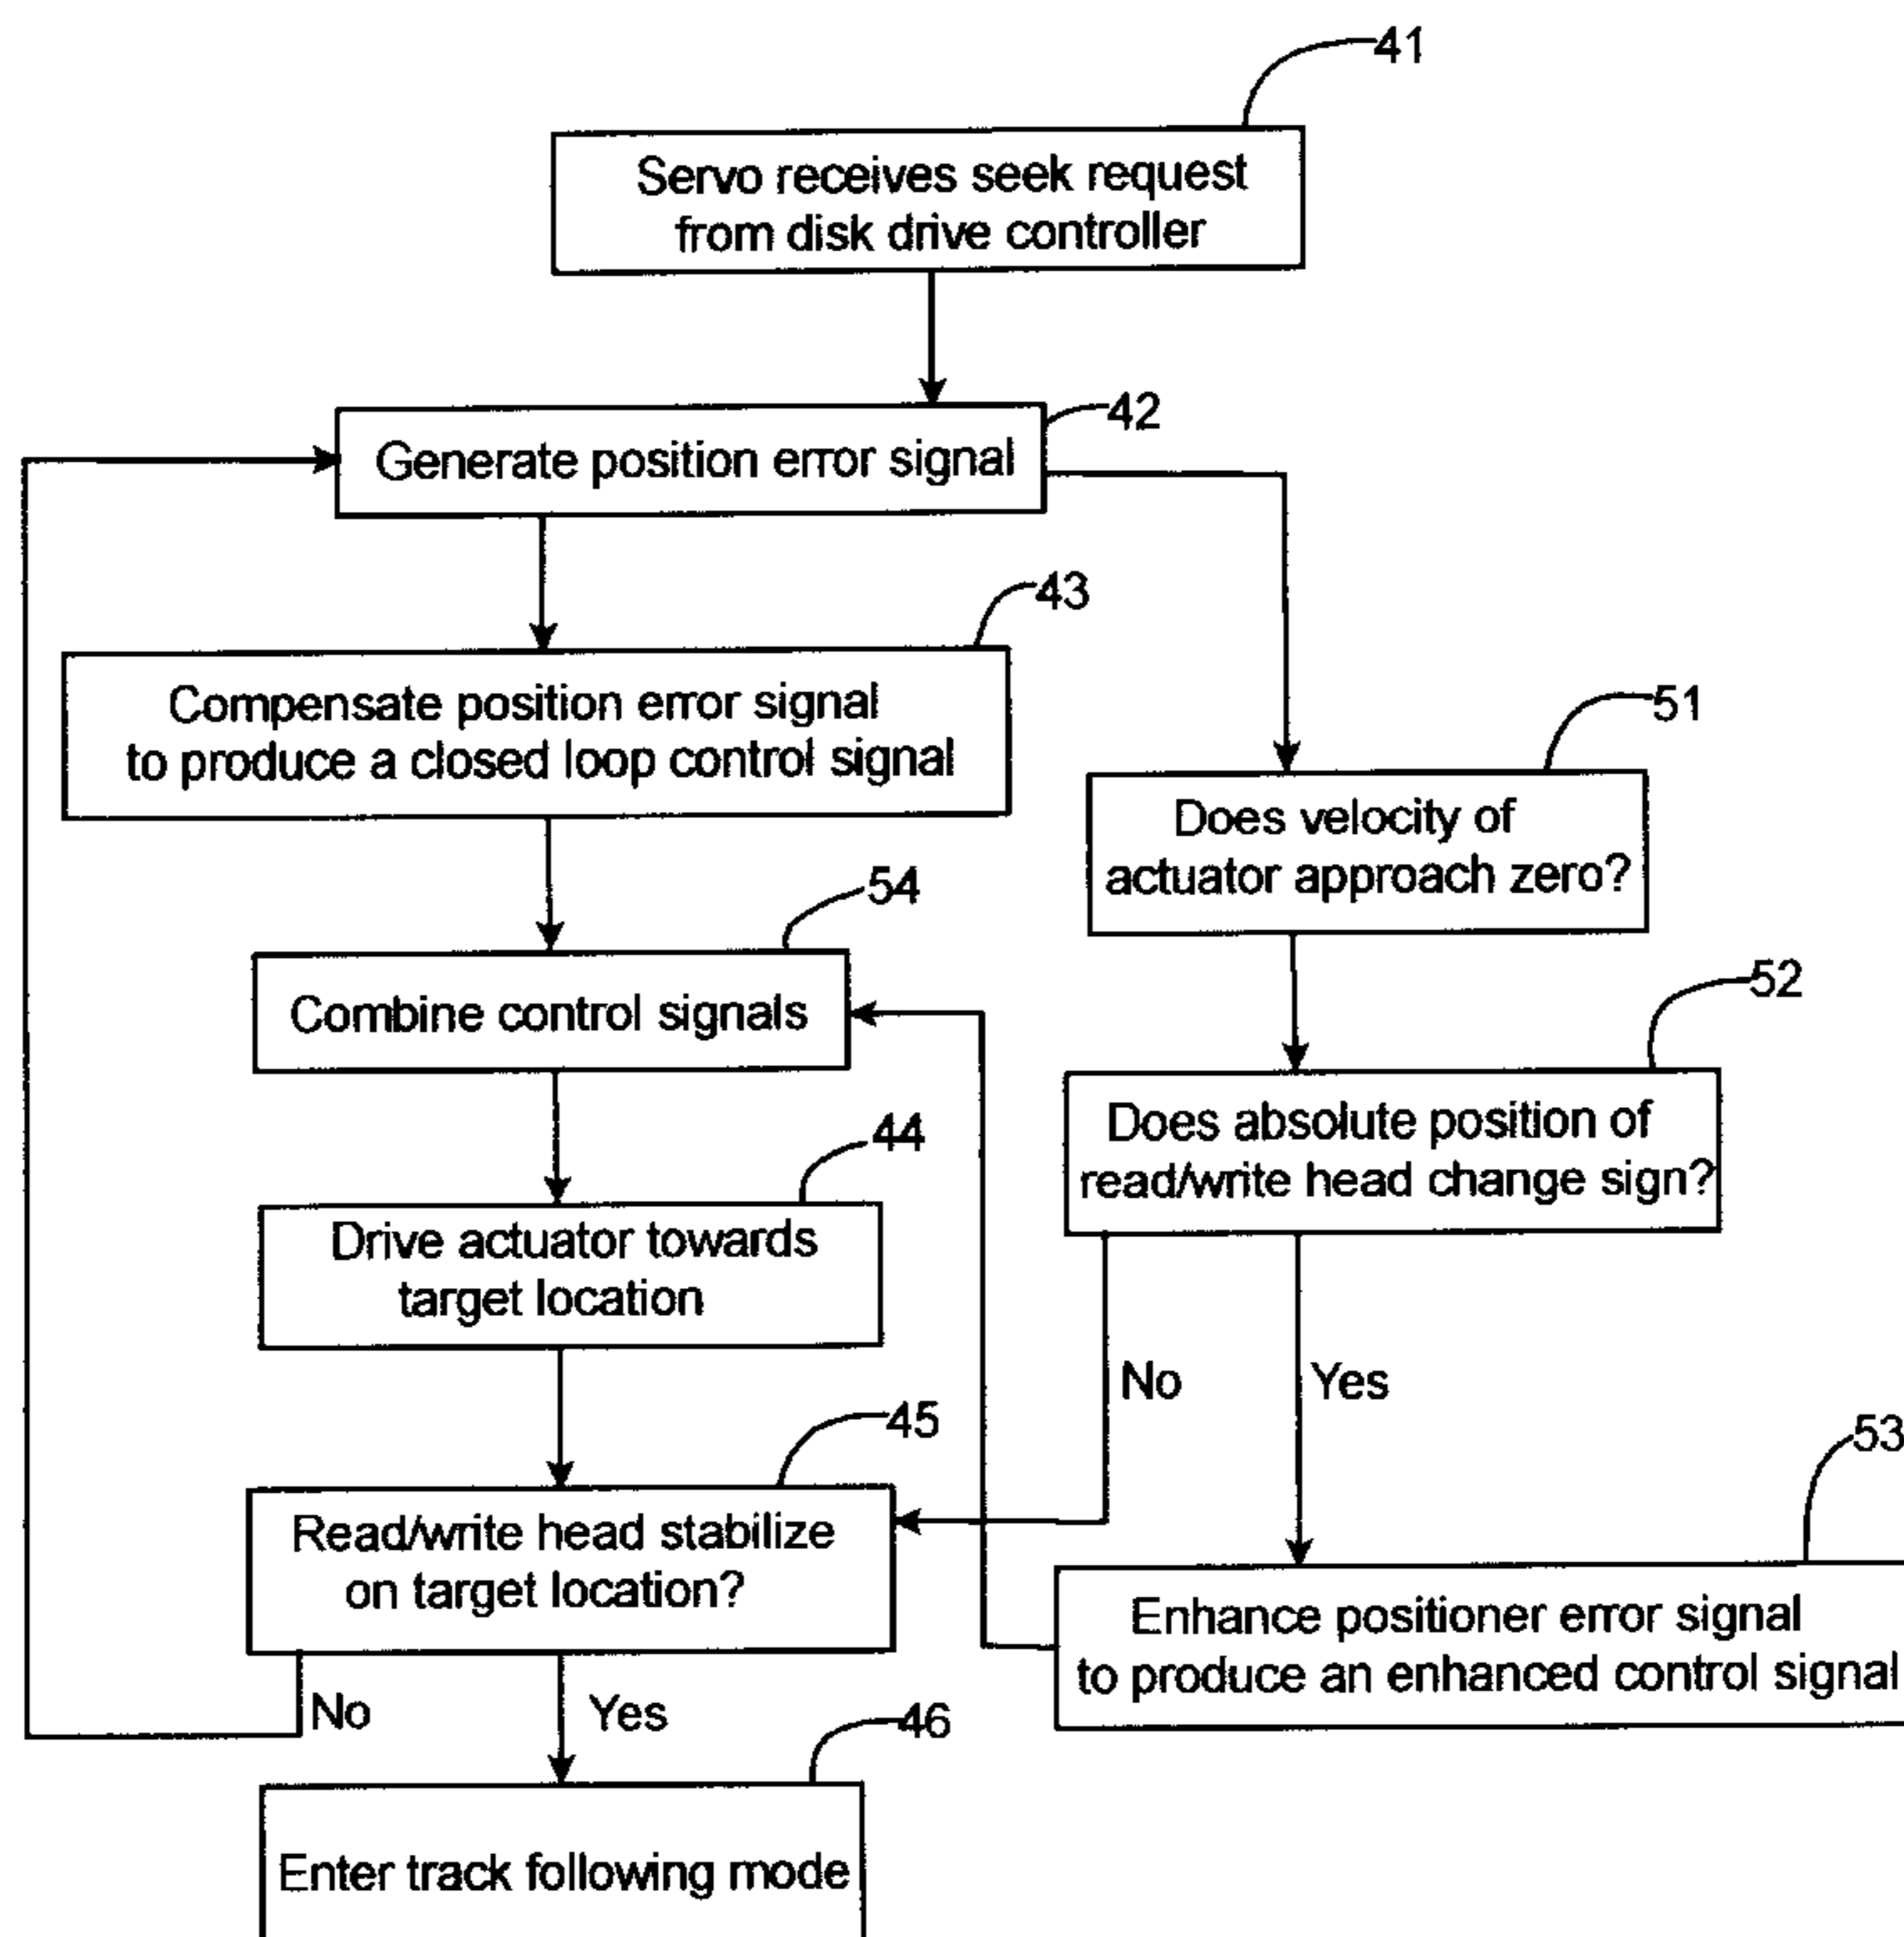 41
Servo receives seek request
from disk drive controller
42
Generate position error signal
43
Compensate position error signal
to produce a closed loop control signal
51
Does velocity of
actuator approach zero?
54
Combine control signals
52
Does absolute position of
read/write head change sign?
44
Drive actuator towards
target location
No
Yes
45
Read/write head stabilize
on target location?
53
Enhance positioner error signal
to produce an enhanced control signal
No
Yes
46
Enter track following mode